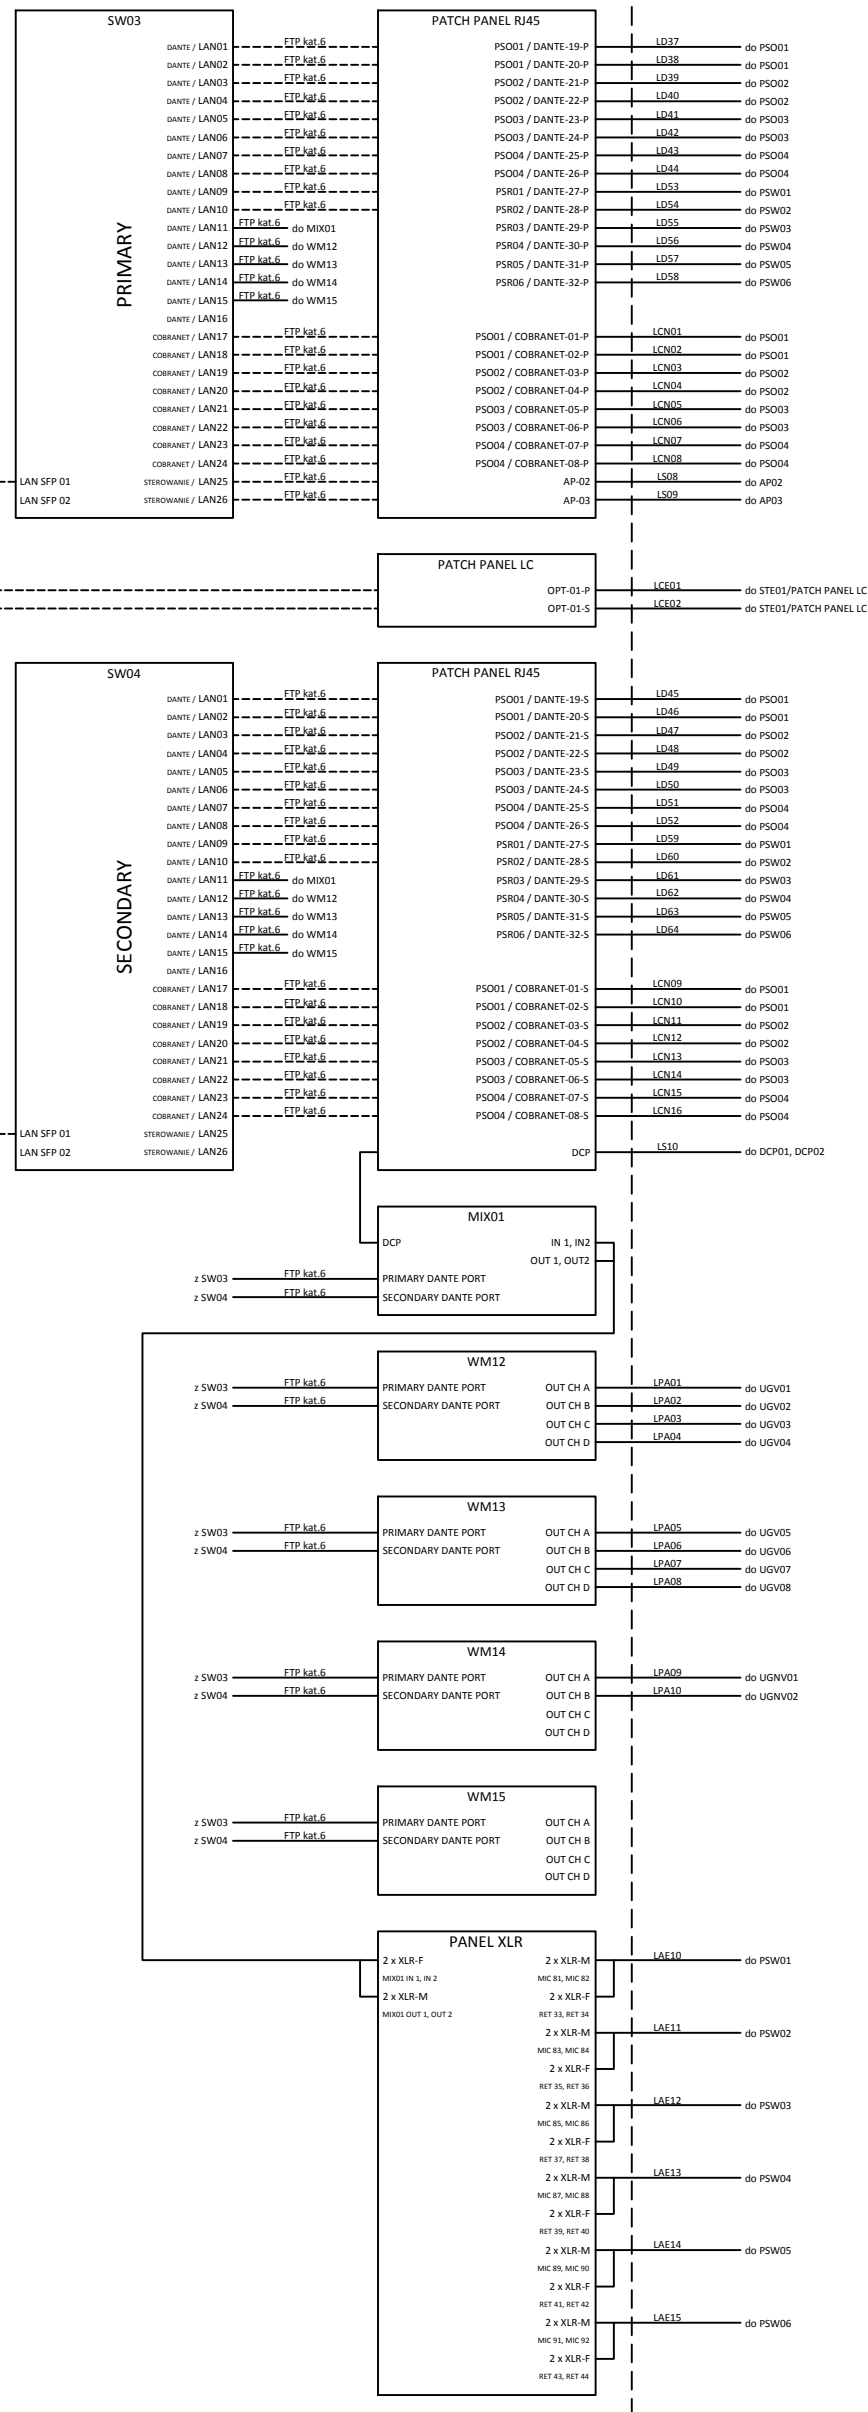 SW03 PATCH PANEL RJ45
DANTE / LAN01 FTP kat.6 PSO01 / DANTE-19-P LD37 do PSO01
DANTE / LAN02 FTP kat.6 PSO01 / DANTE-20-P LD38 do PSO01
DANTE / LAN03 FTP kat.6 PSO02 / DANTE-21-P LD39 do PSO02
DANTE / LAN04 FTP kat.6 PSO02 / DANTE-22-P LD40 do PSO02
DANTE / LAN05 FTP kat.6 PSO03 / DANTE-23-P LD41 do PSO03
DANTE / LAN06 FTP kat.6 PSO03 / DANTE-24-P LD42 do PSO03
DANTE / LAN07 FTP kat.6 PSO04 / DANTE-25-P LD43 do PSO04
DANTE / LAN08 FTP kat.6 PSO04 / DANTE-26-P LD44 do PSO04
DANTE / LAN09 FTP kat.6 PSR01 / DANTE-27-P LD53 do PSW01
DANTE / LAN10 FTP kat.6 PSR02 / DANTE-28-P LD54 do PSW02
DANTE / LAN11 FTP kat.6 do MIX01 PSR03 / DANTE-29-P LD55 do PSW03
DANTE / LAN12 FTP kat.6 do WM12 PSR04 / DANTE-30-P LD56 do PSW04
DANTE / LAN13 FTP kat.6 do WM13 PSR05 / DANTE-31-P LD57 do PSW05
DANTE / LAN14 FTP kat.6 do WM14 PSR06 / DANTE-32-P LD58 do PSW06
DANTE / LAN15 FTP kat.6 do WM15
PRIMARY
DANTE / LAN16
COBRANET / LAN17 FTP kat.6 PSO01 / COBRANET-01-P LCN01 do PSO01
COBRANET / LAN18 FTP kat.6 PSO01 / COBRANET-02-P LCN02 do PSO01
COBRANET / LAN19 FTP kat.6 PSO02 / COBRANET-03-P LCN03 do PSO02
COBRANET / LAN20 FTP kat.6 PSO02 / COBRANET-04-P LCN04 do PSO02
COBRANET / LAN21 FTP kat.6 PSO03 / COBRANET-05-P LCN05 do PSO03
COBRANET / LAN22 FTP kat.6 PSO03 / COBRANET-06-P LCN06 do PSO03
COBRANET / LAN23 FTP kat.6 PSO04 / COBRANET-07-P LCN07 do PSO04
COBRANET / LAN24 FTP kat.6 PSO04 / COBRANET-08-P LCN08 do PSO04
LAN SFP 01 STEROWANIE / LAN25 FTP kat.6 AP-02 LS08 do AP02
LAN SFP 02 STEROWANIE / LAN26 FTP kat.6 AP-03 LS09 do AP03
PATCH PANEL LC
OPT-01-P LCE01 do STE01/PATCH PANEL LC
OPT-01-S LCE02 do STE01/PATCH PANEL LC
SW04 PATCH PANEL RJ45
DANTE / LAN01 FTP kat.6 PSO01 / DANTE-19-S LD45 do PSO01
DANTE / LAN02 FTP kat.6 PSO01 / DANTE-20-S LD46 do PSO01
DANTE / LAN03 FTP kat.6 PSO02 / DANTE-21-S LD47 do PSO02
DANTE / LAN04 FTP kat.6 PSO02 / DANTE-22-S LD48 do PSO02
DANTE / LAN05 FTP kat.6 PSO03 / DANTE-23-S LD49 do PSO03
DANTE / LAN06 FTP kat.6 PSO03 / DANTE-24-S LD50 do PSO03
DANTE / LAN07 FTP kat.6 PSO04 / DANTE-25-S LD51 do PSO04
DANTE / LAN08 FTP kat.6 PSO04 / DANTE-26-S LD52 do PSO04
DANTE / LAN09 FTP kat.6 PSR01 / DANTE-27-S LD59 do PSW01
DANTE / LAN10 FTP kat.6 PSR02 / DANTE-28-S LD60 do PSW02
DANTE / LAN11 FTP kat.6 do MIX01 PSR03 / DANTE-29-S LD61 do PSW03
DANTE / LAN12 FTP kat.6 do WM12 PSR04 / DANTE-30-S LD62 do PSW04
DANTE / LAN13 FTP kat.6 do WM13 PSR05 / DANTE-31-S LD63 do PSW05
DANTE / LAN14 FTP kat.6 do WM14 PSR06 / DANTE-32-S LD64 do PSW06
DANTE / LAN15 FTP kat.6 do WM15
SECONDARY
DANTE / LAN16
COBRANET / LAN17 FTP kat.6 PSO01 / COBRANET-01-S LCN09 do PSO01
COBRANET / LAN18 FTP kat.6 PSO01 / COBRANET-02-S LCN10 do PSO01
COBRANET / LAN19 FTP kat.6 PSO02 / COBRANET-03-S LCN11 do PSO02
COBRANET / LAN20 FTP kat.6 PSO02 / COBRANET-04-S LCN12 do PSO02
COBRANET / LAN21 FTP kat.6 PSO03 / COBRANET-05-S LCN13 do PSO03
COBRANET / LAN22 FTP kat.6 PSO03 / COBRANET-06-S LCN14 do PSO03
COBRANET / LAN23 FTP kat.6 PSO04 / COBRANET-07-S LCN15 do PSO04
COBRANET / LAN24 FTP kat.6 PSO04 / COBRANET-08-S LCN16 do PSO04
LAN SFP 01 STEROWANIE / LAN25
LAN SFP 02 STEROWANIE / LAN26 DCP LS10 do DCP01, DCP02
MIX01
DCP IN 1, IN2
OUT 1, OUT2
z SW03 FTP kat.6 PRIMARY DANTE PORT
z SW04 FTP kat.6 SECONDARY DANTE PORT
WM12
z SW03 FTP kat.6 PRIMARY DANTE PORT OUT CH A LPA01 do UGV01
z SW04 FTP kat.6 SECONDARY DANTE PORT OUT CH B LPA02 do UGV02
OUT CH C LPA03 do UGV03
OUT CH D LPA04 do UGV04
WM13
z SW03 FTP kat.6 PRIMARY DANTE PORT OUT CH A LPA05 do UGV05
z SW04 FTP kat.6 SECONDARY DANTE PORT OUT CH B LPA06 do UGV06
OUT CH C LPA07 do UGV07
OUT CH D LPA08 do UGV08
WM14
z SW03 FTP kat.6 PRIMARY DANTE PORT OUT CH A LPA09 do UGNV01
z SW04 FTP kat.6 SECONDARY DANTE PORT OUT CH B LPA10 do UGNV02
OUT CH C
OUT CH D
WM15
z SW03 FTP kat.6 PRIMARY DANTE PORT OUT CH A
z SW04 FTP kat.6 SECONDARY DANTE PORT OUT CH B
OUT CH C
OUT CH D
PANEL XLR
2 x XLR-F 2 x XLR-M LAE10 do PSW01
MIX01 IN 1, IN 2 MIC 81, MIC 82
2 x XLR-M 2 x XLR-F
MIX01 OUT 1, OUT 2 RET 33, RET 34
2 x XLR-M LAE11 do PSW02
MIC 83, MIC 84
2 x XLR-F
RET 35, RET 36
2 x XLR-M LAE12 do PSW03
MIC 85, MIC 86
2 x XLR-F
RET 37, RET 38
2 x XLR-M LAE13 do PSW04
MIC 87, MIC 88
2 x XLR-F
RET 39, RET 40
2 x XLR-M LAE14 do PSW05
MIC 89, MIC 90
2 x XLR-F
RET 41, RET 42
2 x XLR-M LAE15 do PSW06
MIC 91, MIC 92
2 x XLR-F
RET 43, RET 44